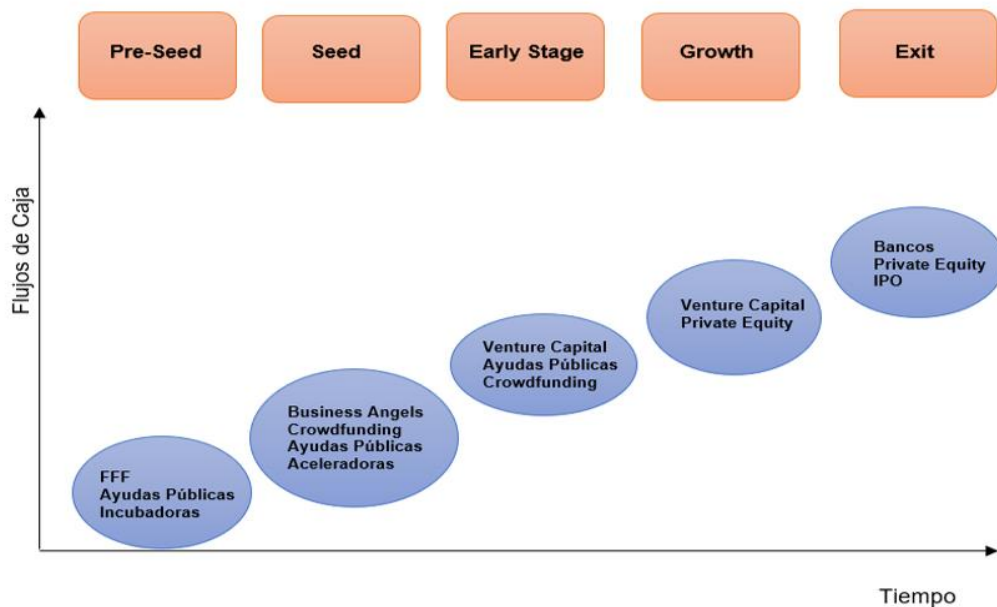 Pre-Seed
Seed
Early Stage
Growth
Exit
Flujos de Caja
Bancos
Private Equity
IPO
Venture Capital
Private Equity
Venture Capital
Ayudas Públicas
Crowdfunding
Business Angels
Crowdfunding
Ayudas Públicas
Aceleradoras
FFF
Ayudas Públicas
Incubadoras
Tiempo